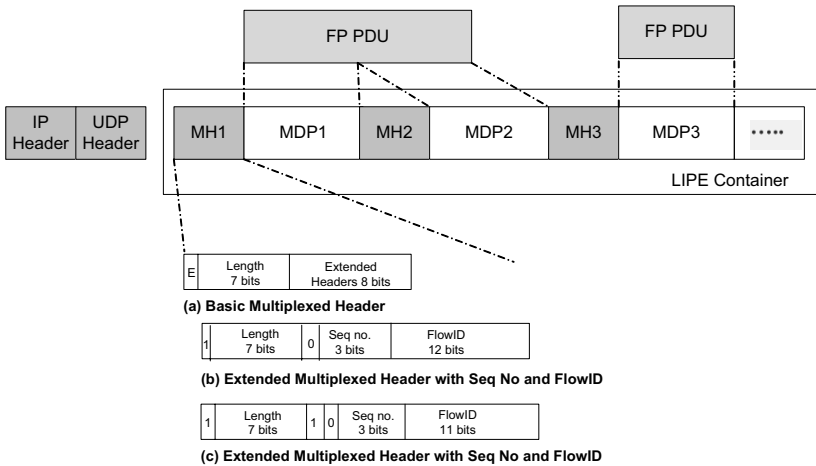 FP PDU
FP PDU
IP
Header
UDP
Header
MH1
MDP1
MH2
MDP2
MH3
MDP3
.....
LIPE Container
E
Length
7 bits
Extended
Headers 8 bits
(a) Basic Multiplexed Header
1
Length
7 bits
0
Seq no.
3 bits
FlowID
12 bits
(b) Extended Multiplexed Header with Seq No and FlowID
1
Length
7 bits
1
0
Seq no.
3 bits
FlowID
11 bits
(c) Extended Multiplexed Header with Seq No and FlowID